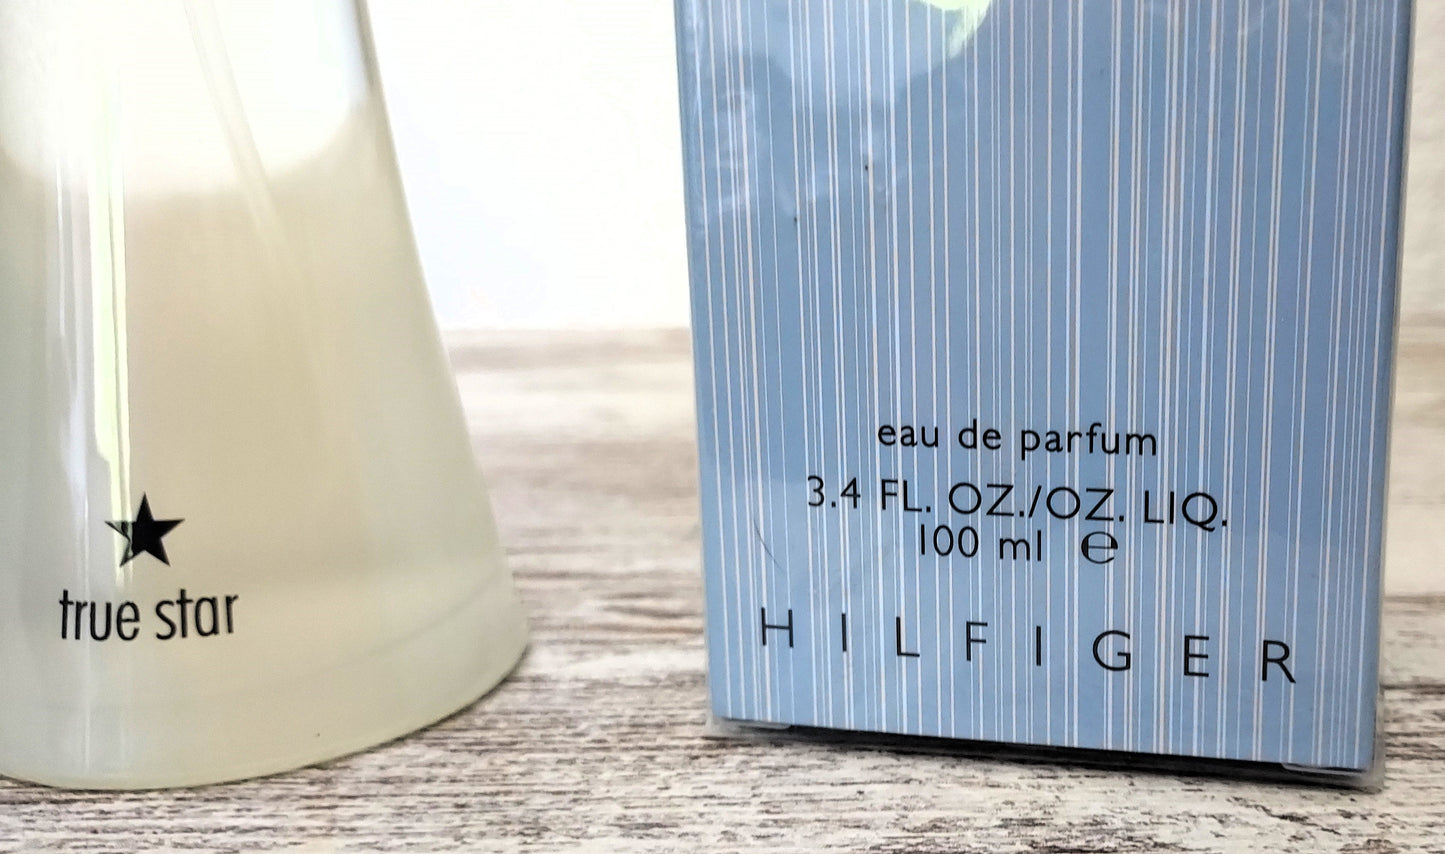 true star
eau de parfum
3.4 FL. OZ./OZ. LIQ.
100 ml ℮
HILFIGER